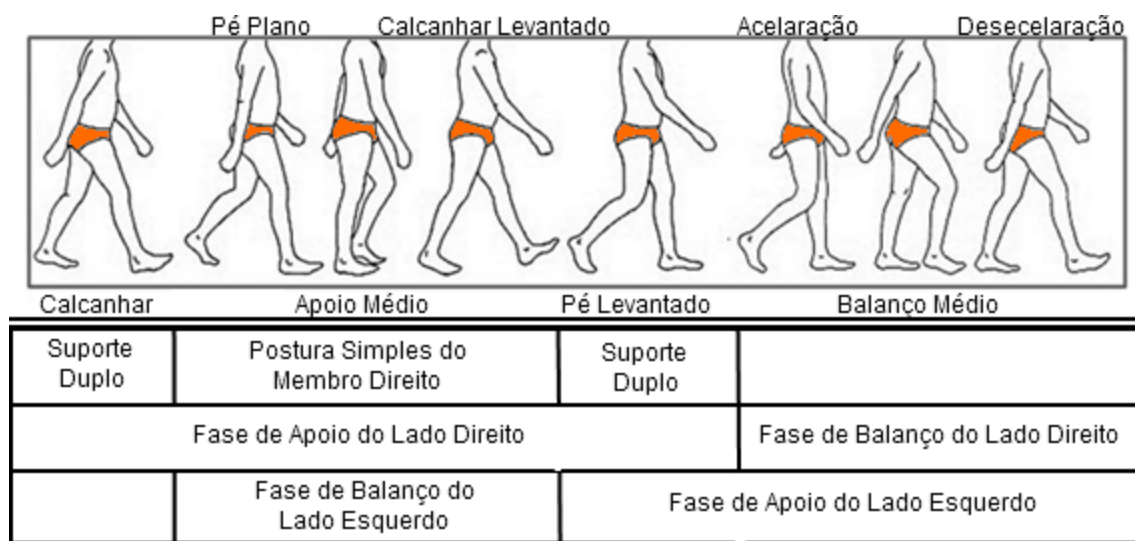 Pé Plano Calcanhar Levantado Acelaração Desecelaração
Calcanhar Apoio Médio Pé Levantado Balanço Médio
Suporte
Duplo
Postura Simples do
Membro Direito
Suporte
Duplo
Fase de Apoio do Lado Direito
Fase de Balanço do Lado Direito
Fase de Balanço do
Lado Esquerdo
Fase de Apoio do Lado Esquerdo